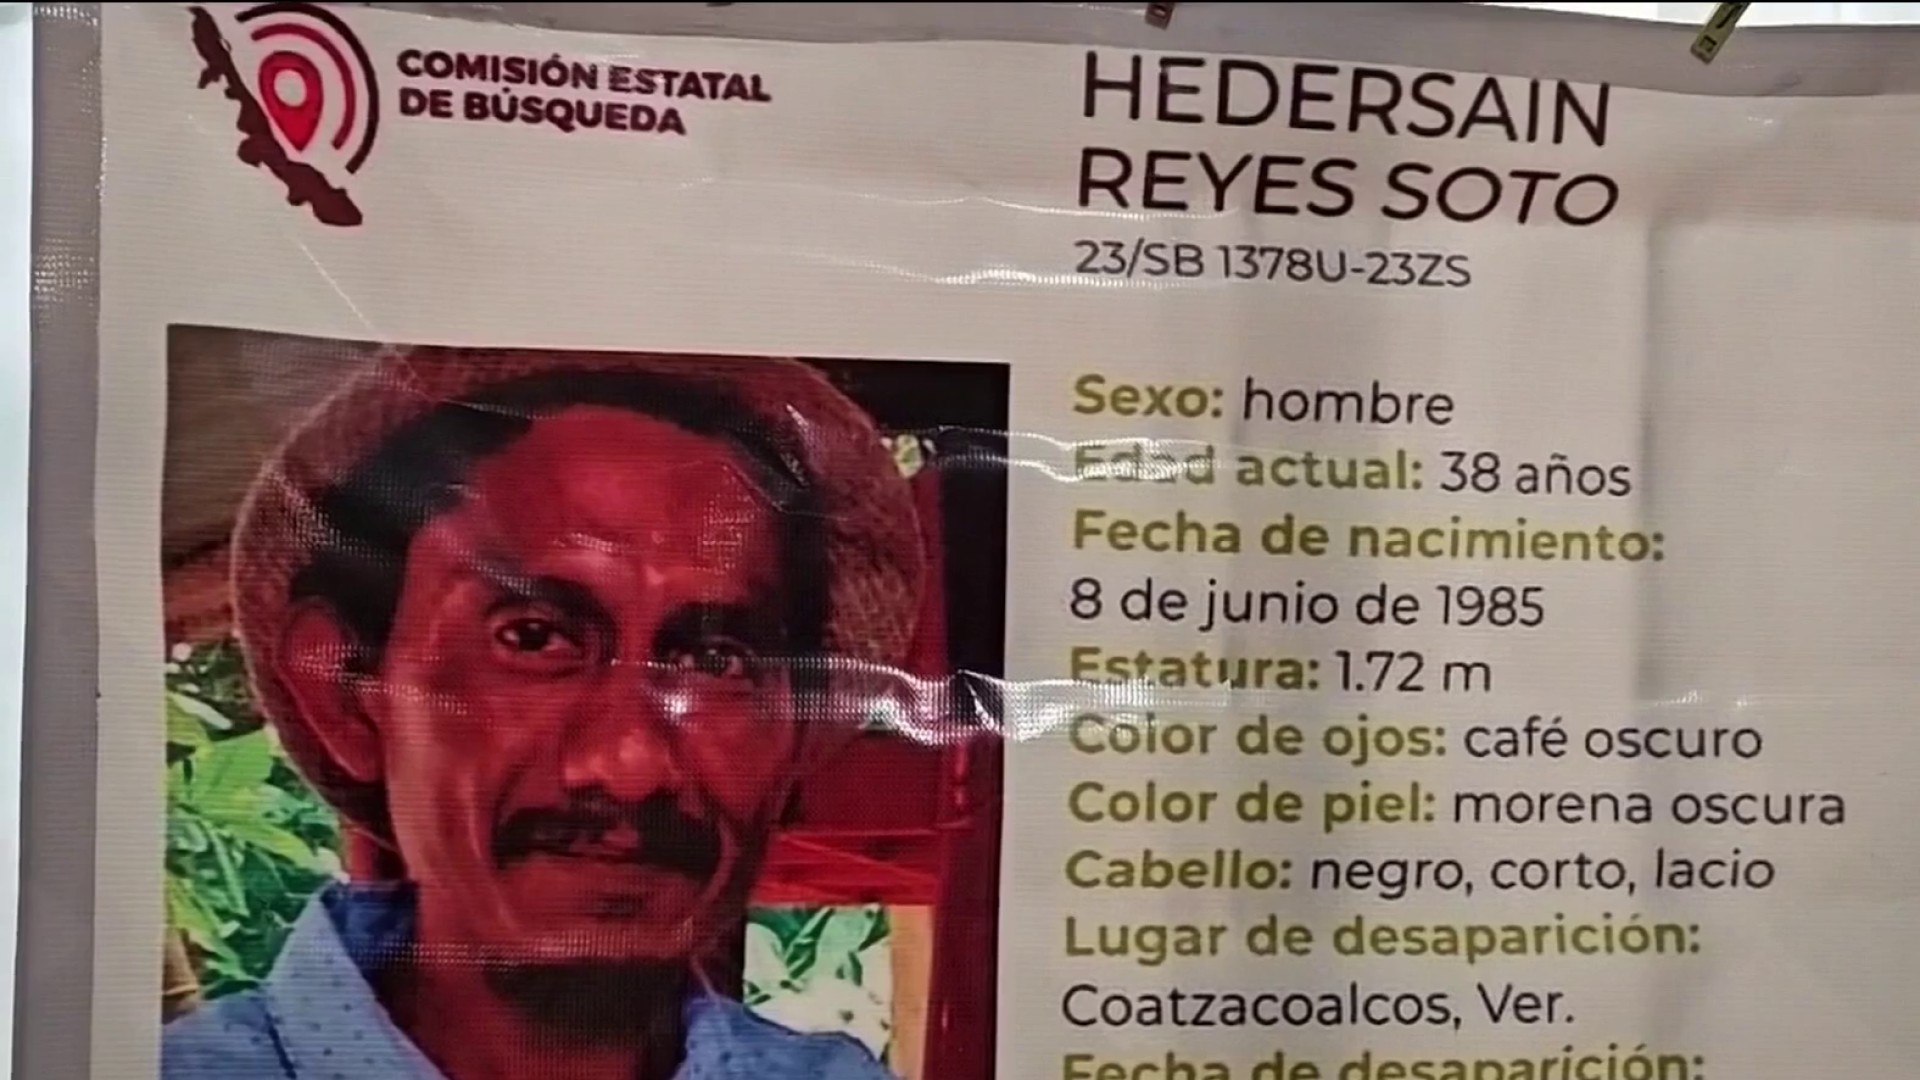 COMISIÓN ESTATAL
DE BÚSQUEDA
HEDERSAIN
REYES SOTO
23/SB 1378U-23ZS
Sexo: hombre
Edad actual: 38 años
Fecha de nacimiento:
8 de junio de 1985
Estatura: 1.72 m
Color de ojos: café oscuro
Color de piel: morena oscura
Cabello: negro, corto, lacio
Lugar de desaparición:
Coatzacoalcos, Ver.
Fecha de desaparición: